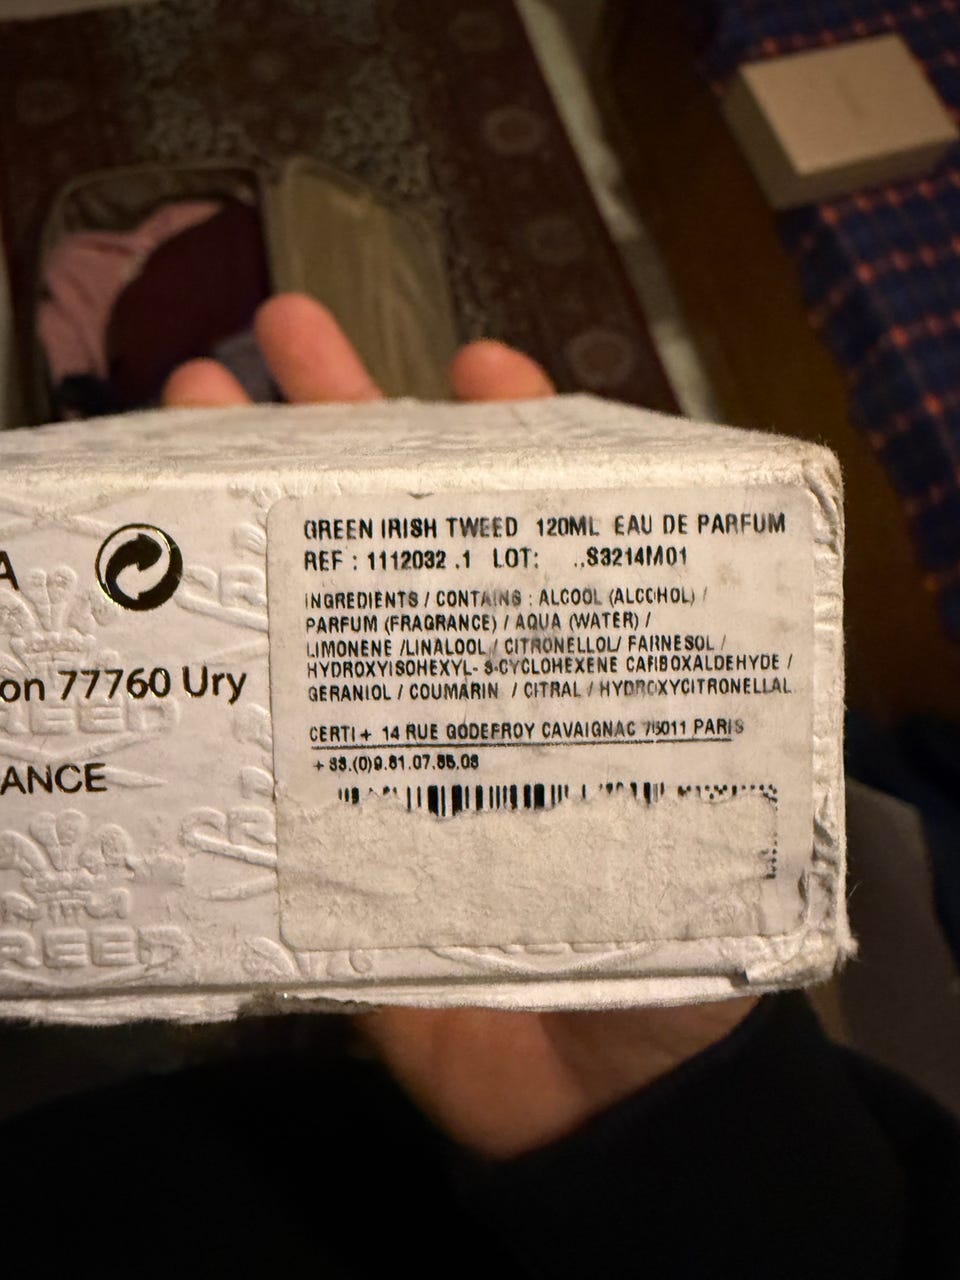 A
on 77760 Ury
ANCE
GREEN IRISH TWEED 120ML EAU DE PARFUM
REF : 1112032 .1 LOT: ..S3214M01
INGREDIENTS / CONTAINS : ALCOOL (ALCOHOL) /
PARFUM (FRAGRANCE) / AQUA (WATER) /
LIMONENE /LINALOOL / CITRONELLOL/ FARNESOL /
HYDROXYISOHEXYL- 3-CYCLOHEXENE CARBOXALDEHYDE /
GERANIOL / COUMARIN / CITRAL / HYDROXYCITRONELLAL
CERTI + 14 RUE GODEFROY CAVAIGNAC 75011 PARIS
+33.(0)9.81.07.
REED
REED